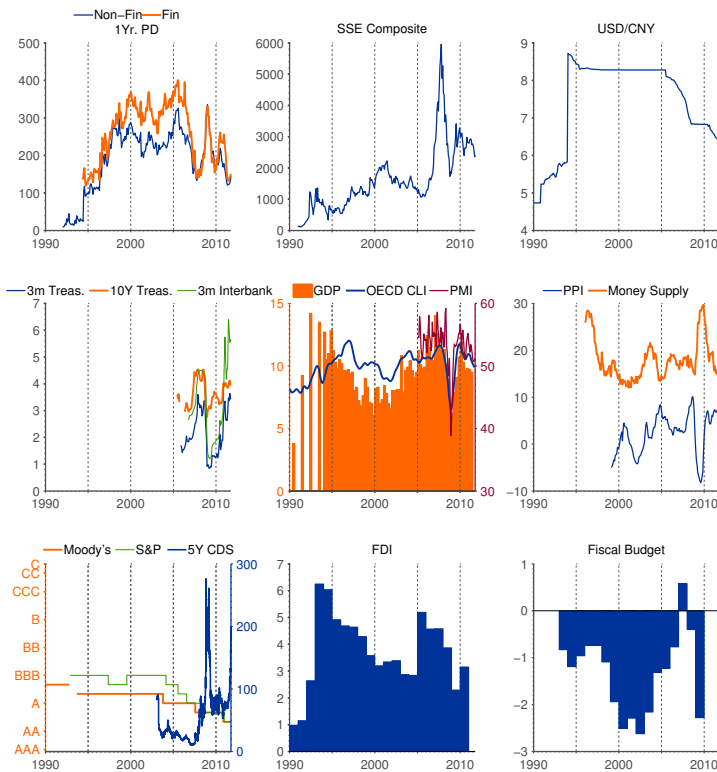 Non−Fin Fin
1Yr. PD
500
400
300
200
100
0
1990 2000 2010
SSE Composite
6000
5000
4000
3000
2000
1000
0
1990 2000 2010
USD/CNY
9
8
7
6
5
4
1990 2000 2010
3m Treas. 10Y Treas. 3m Interbank
7
6
5
4
3
2
1
0
1990 2000 2010
GDP OECD CLI PMI
15
10
5
0
60
50
40
30
1990 2000 2010
PPI Money Supply
30
20
10
0
−10
1990 2000 2010
Moody's S&P 5Y CDS
C
CC
CCC
B
BB
BBB
A
AA
AAA
300
200
100
0
1990 2000 2010
FDI
7
6
5
4
3
2
1
0
1990 2000 2010
Fiscal Budget
1
0
−1
−2
−3
1990 2000 2010